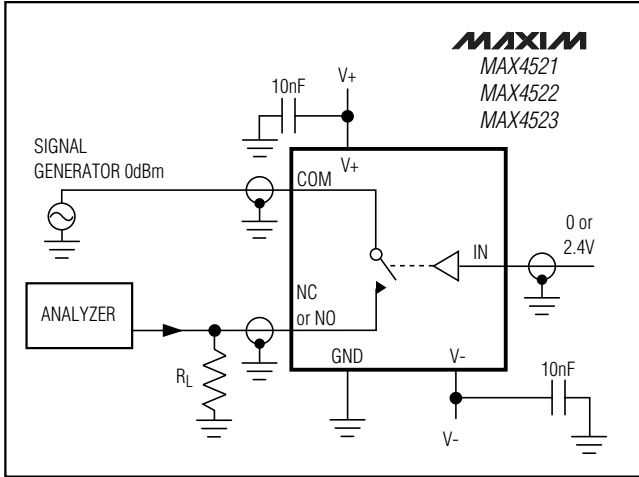 MAXIM
MAX4521
MAX4522
MAX4523
V+
10nF
SIGNAL
GENERATOR 0dBm
V+
COM
0 or
2.4V
IN
NC
or NO
ANALYZER
GND
V-
10nF
RL
V-